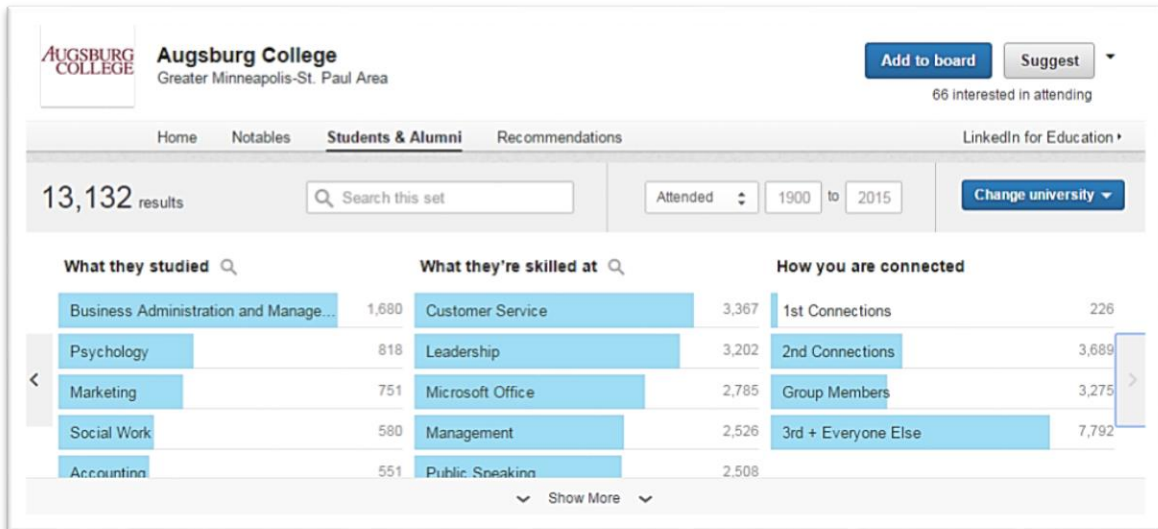 AUGSBURG
COLLEGE
Augsburg College
Greater Minneapolis-St. Paul Area
Add to board
Suggest
66 interested in attending
Home Notables Students & Alumni Recommendations LinkedIn for Education
13,132 results
Search this set
Attended 1900 to 2015
Change university
What they studied
Business Administration and Manage... 1,680
Psychology 818
Marketing 751
Social Work 580
Accounting 551
What they're skilled at
Customer Service 3,367
Leadership 3,202
Microsoft Office 2,785
Management 2,526
Public Speaking 2,508
How you are connected
1st Connections 226
2nd Connections 3,689
Group Members 3,275
3rd + Everyone Else 7,792
Show More